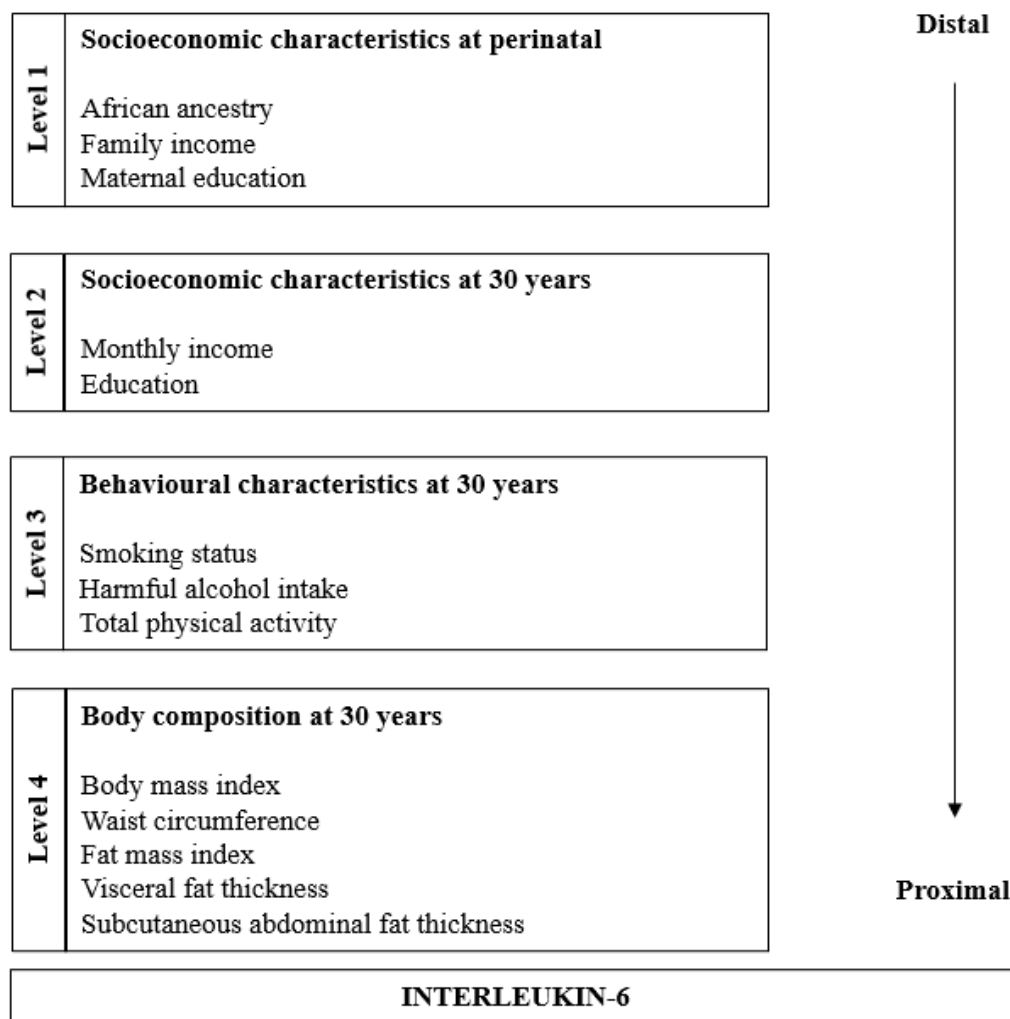 Distal
Level 1
Socioeconomic characteristics at perinatal
African ancestry
Family income
Maternal education
Level 2
Socioeconomic characteristics at 30 years
Monthly income
Education
Level 3
Behavioural characteristics at 30 years
Smoking status
Harmful alcohol intake
Total physical activity
Level 4
Body composition at 30 years
Body mass index
Waist circumference
Fat mass index
Visceral fat thickness
Subcutaneous abdominal fat thickness
Proximal
INTERLEUKIN-6